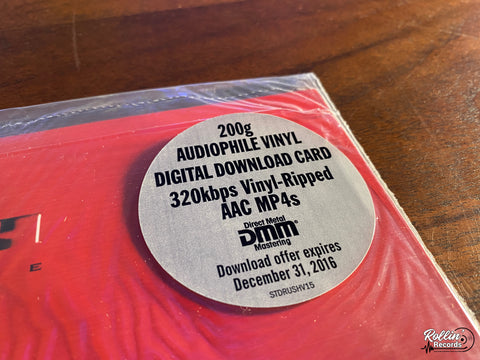 200g
AUDIOPHILE VINYL
DIGITAL DOWNLOAD CARD
320kbps Vinyl-Ripped
AAC MP4s
Direct Metal
DMM®
Mastering
Download offer expires
December 31, 2016
STDRUSHV15
E
Rollin'
Records